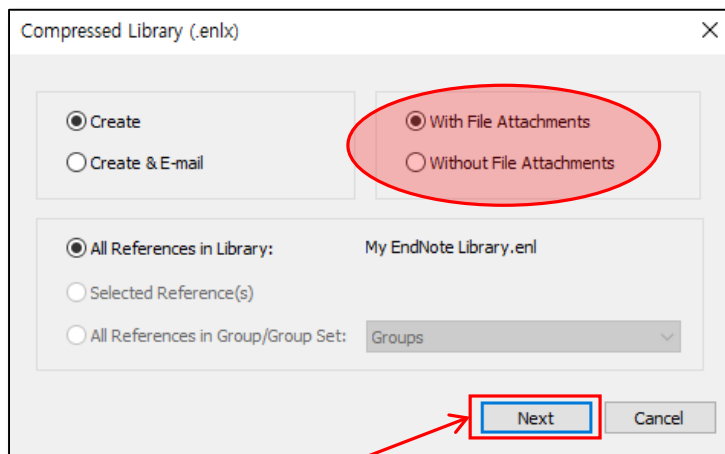 Compressed Library (.enlx)
Create
With File Attachments
Create & E-mail
Without File Attachments
All References in Library: My EndNote Library.enl
Selected Reference(s)
All References in Group/Group Set: Groups
Next Cancel